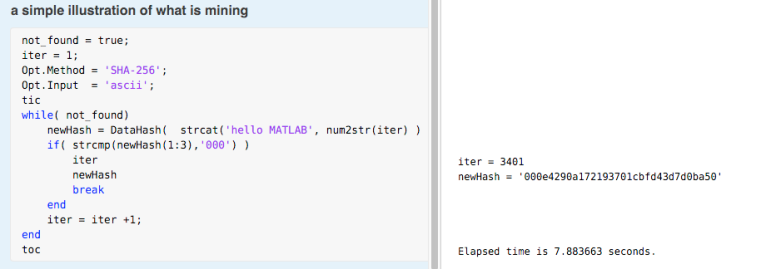 a simple illustration of what is mining
not_found = true;
iter = 1;
Opt.Method = 'SHA-256';
Opt.Input  = 'ascii';
tic
while( not_found)
    newHash = DataHash(  strcat('hello MATLAB', num2str(iter) )
    if( strcmp(newHash(1:3),'000') )
        iter
        newHash
        break
    end
    iter = iter +1;
end
toc
iter = 3401
newHash = '000e4290a172193701cbfd43d7d0ba50'
Elapsed time is 7.883663 seconds.